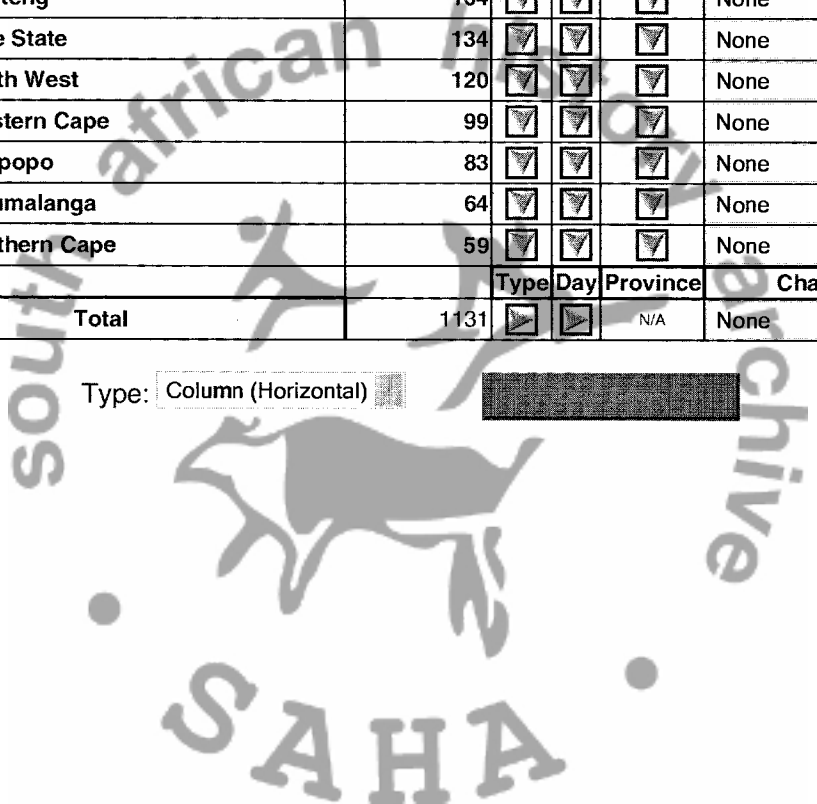 None
e State 134 None
th West 120 None
stern Cape 99 None
popo 83 None
umalanga 64 None
thern Cape 59 None
Type Day Province Cha
Total 1131 N/A None
Type: Column (Horizontal)
south african history archive
SAHA